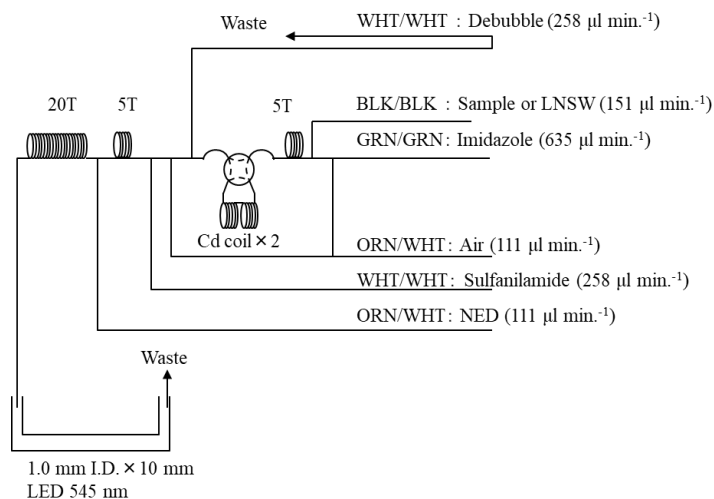 Waste
WHT/WHT : Debubble (258 μl min.-1)
20T
5T
5T
BLK/BLK : Sample or LNSW (151 μl min.-1)
GRN/GRN : Imidazole (635 μl min.-1)
Cd coil × 2
ORN/WHT : Air (111 μl min.-1)
WHT/WHT : Sulfanilamide (258 μl min.-1)
ORN/WHT : NED (111 μl min.-1)
Waste
1.0 mm I.D. × 10 mm
LED 545 nm